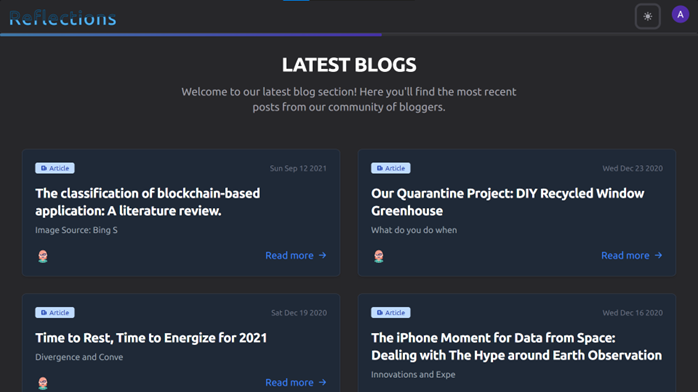 Reflections
A
LATEST BLOGS
Welcome to our latest blog section! Here you'll find the most recent
posts from our community of bloggers.
Article
Sun Sep 12 2021
The classification of blockchain-based
application: A literature review.
Image Source: Bing S
Read more →
Article
Wed Dec 23 2020
Our Quarantine Project: DIY Recycled Window
Greenhouse
What do you do when
Read more →
Article
Sat Dec 19 2020
Time to Rest, Time to Energize for 2021
Divergence and Conve
Read more →
Article
Wed Dec 16 2020
The iPhone Moment for Data from Space:
Dealing with The Hype around Earth Observation
Innovations and Expe